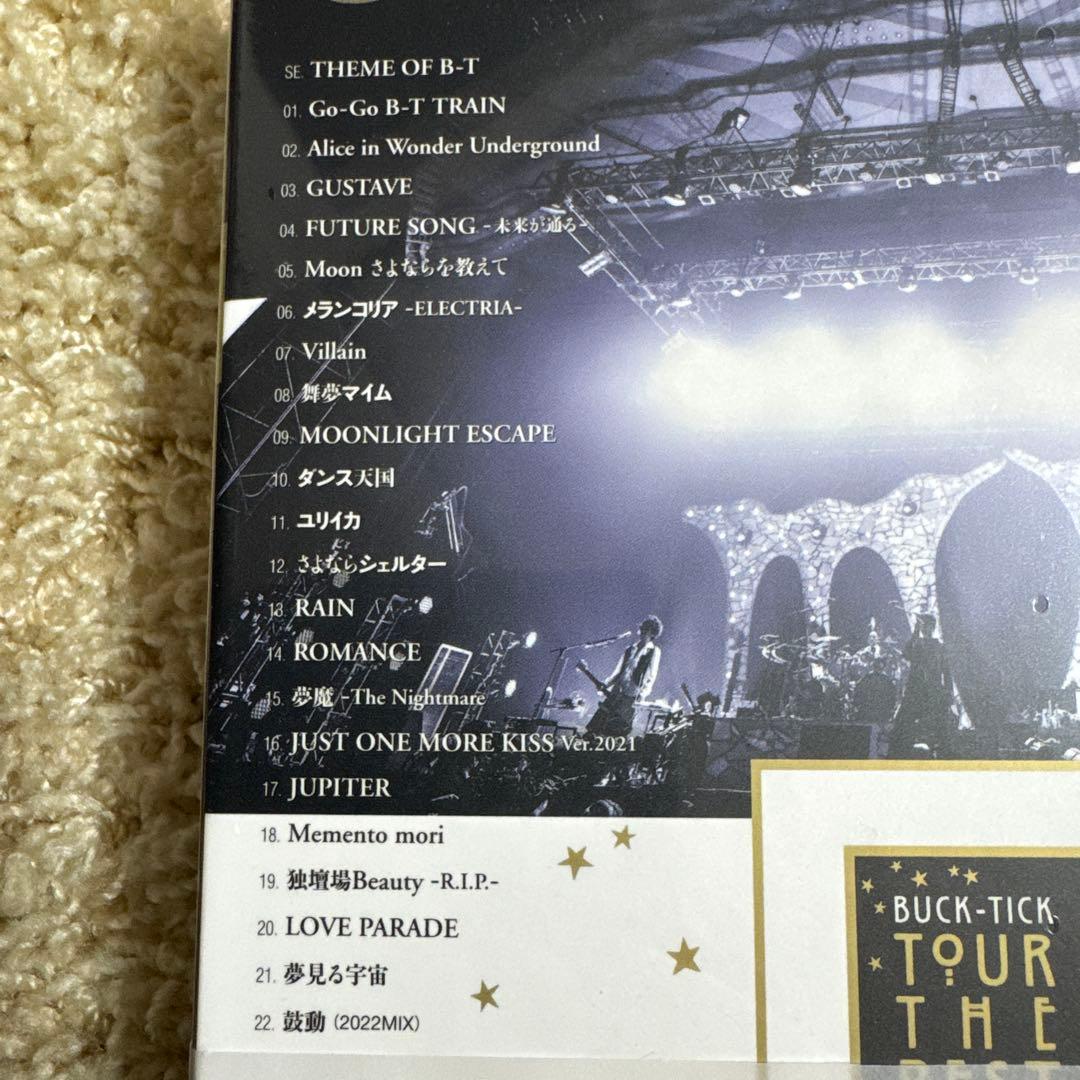 SE. THEME OF B-T
01. Go-Go B-T TRAIN
02. Alice in Wonder Underground
03. GUSTAVE
04. FUTURE SONG -未来が通る-
05. Moon さよならを教えて
06. メランコリア -ELECTRIA-
07. Villain
08. 舞夢マイム
09. MOONLIGHT ESCAPE
10. ダンス天国
11. ユリイカ
12. さよならシェルター
13. RAIN
14. ROMANCE
15. 夢魔 -The Nightmare
16. JUST ONE MORE KISS Ver.2021
17. JUPITER
18. Memento mori
19. 独壇場Beauty -R.I.P.-
20. LOVE PARADE
21. 夢見る宇宙
22. 鼓動 (2022MIX)
BUCK-TICK
TOUR
THE
BEST